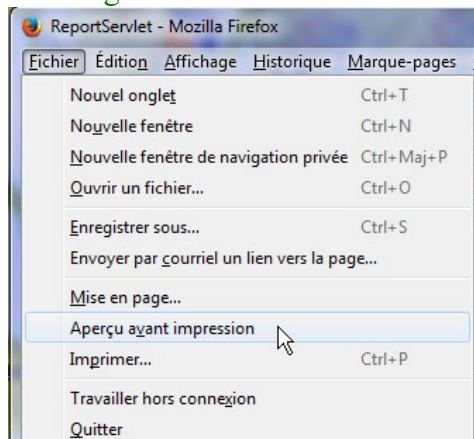 ReportServlet - Mozilla Firefox
Fichier Édition Affichage Historique Marque-pages
Nouvel onglet Ctrl+T
Nouvelle fenêtre Ctrl+N
Nouvelle fenêtre de navigation privée Ctrl+Maj+P
Ouvrir un fichier... Ctrl+O
Enregistrer sous... Ctrl+S
Envoyer par courriel un lien vers la page...
Mise en page...
Aperçu avant impression
Imprimer... Ctrl+P
Travailler hors connexion
Quitter